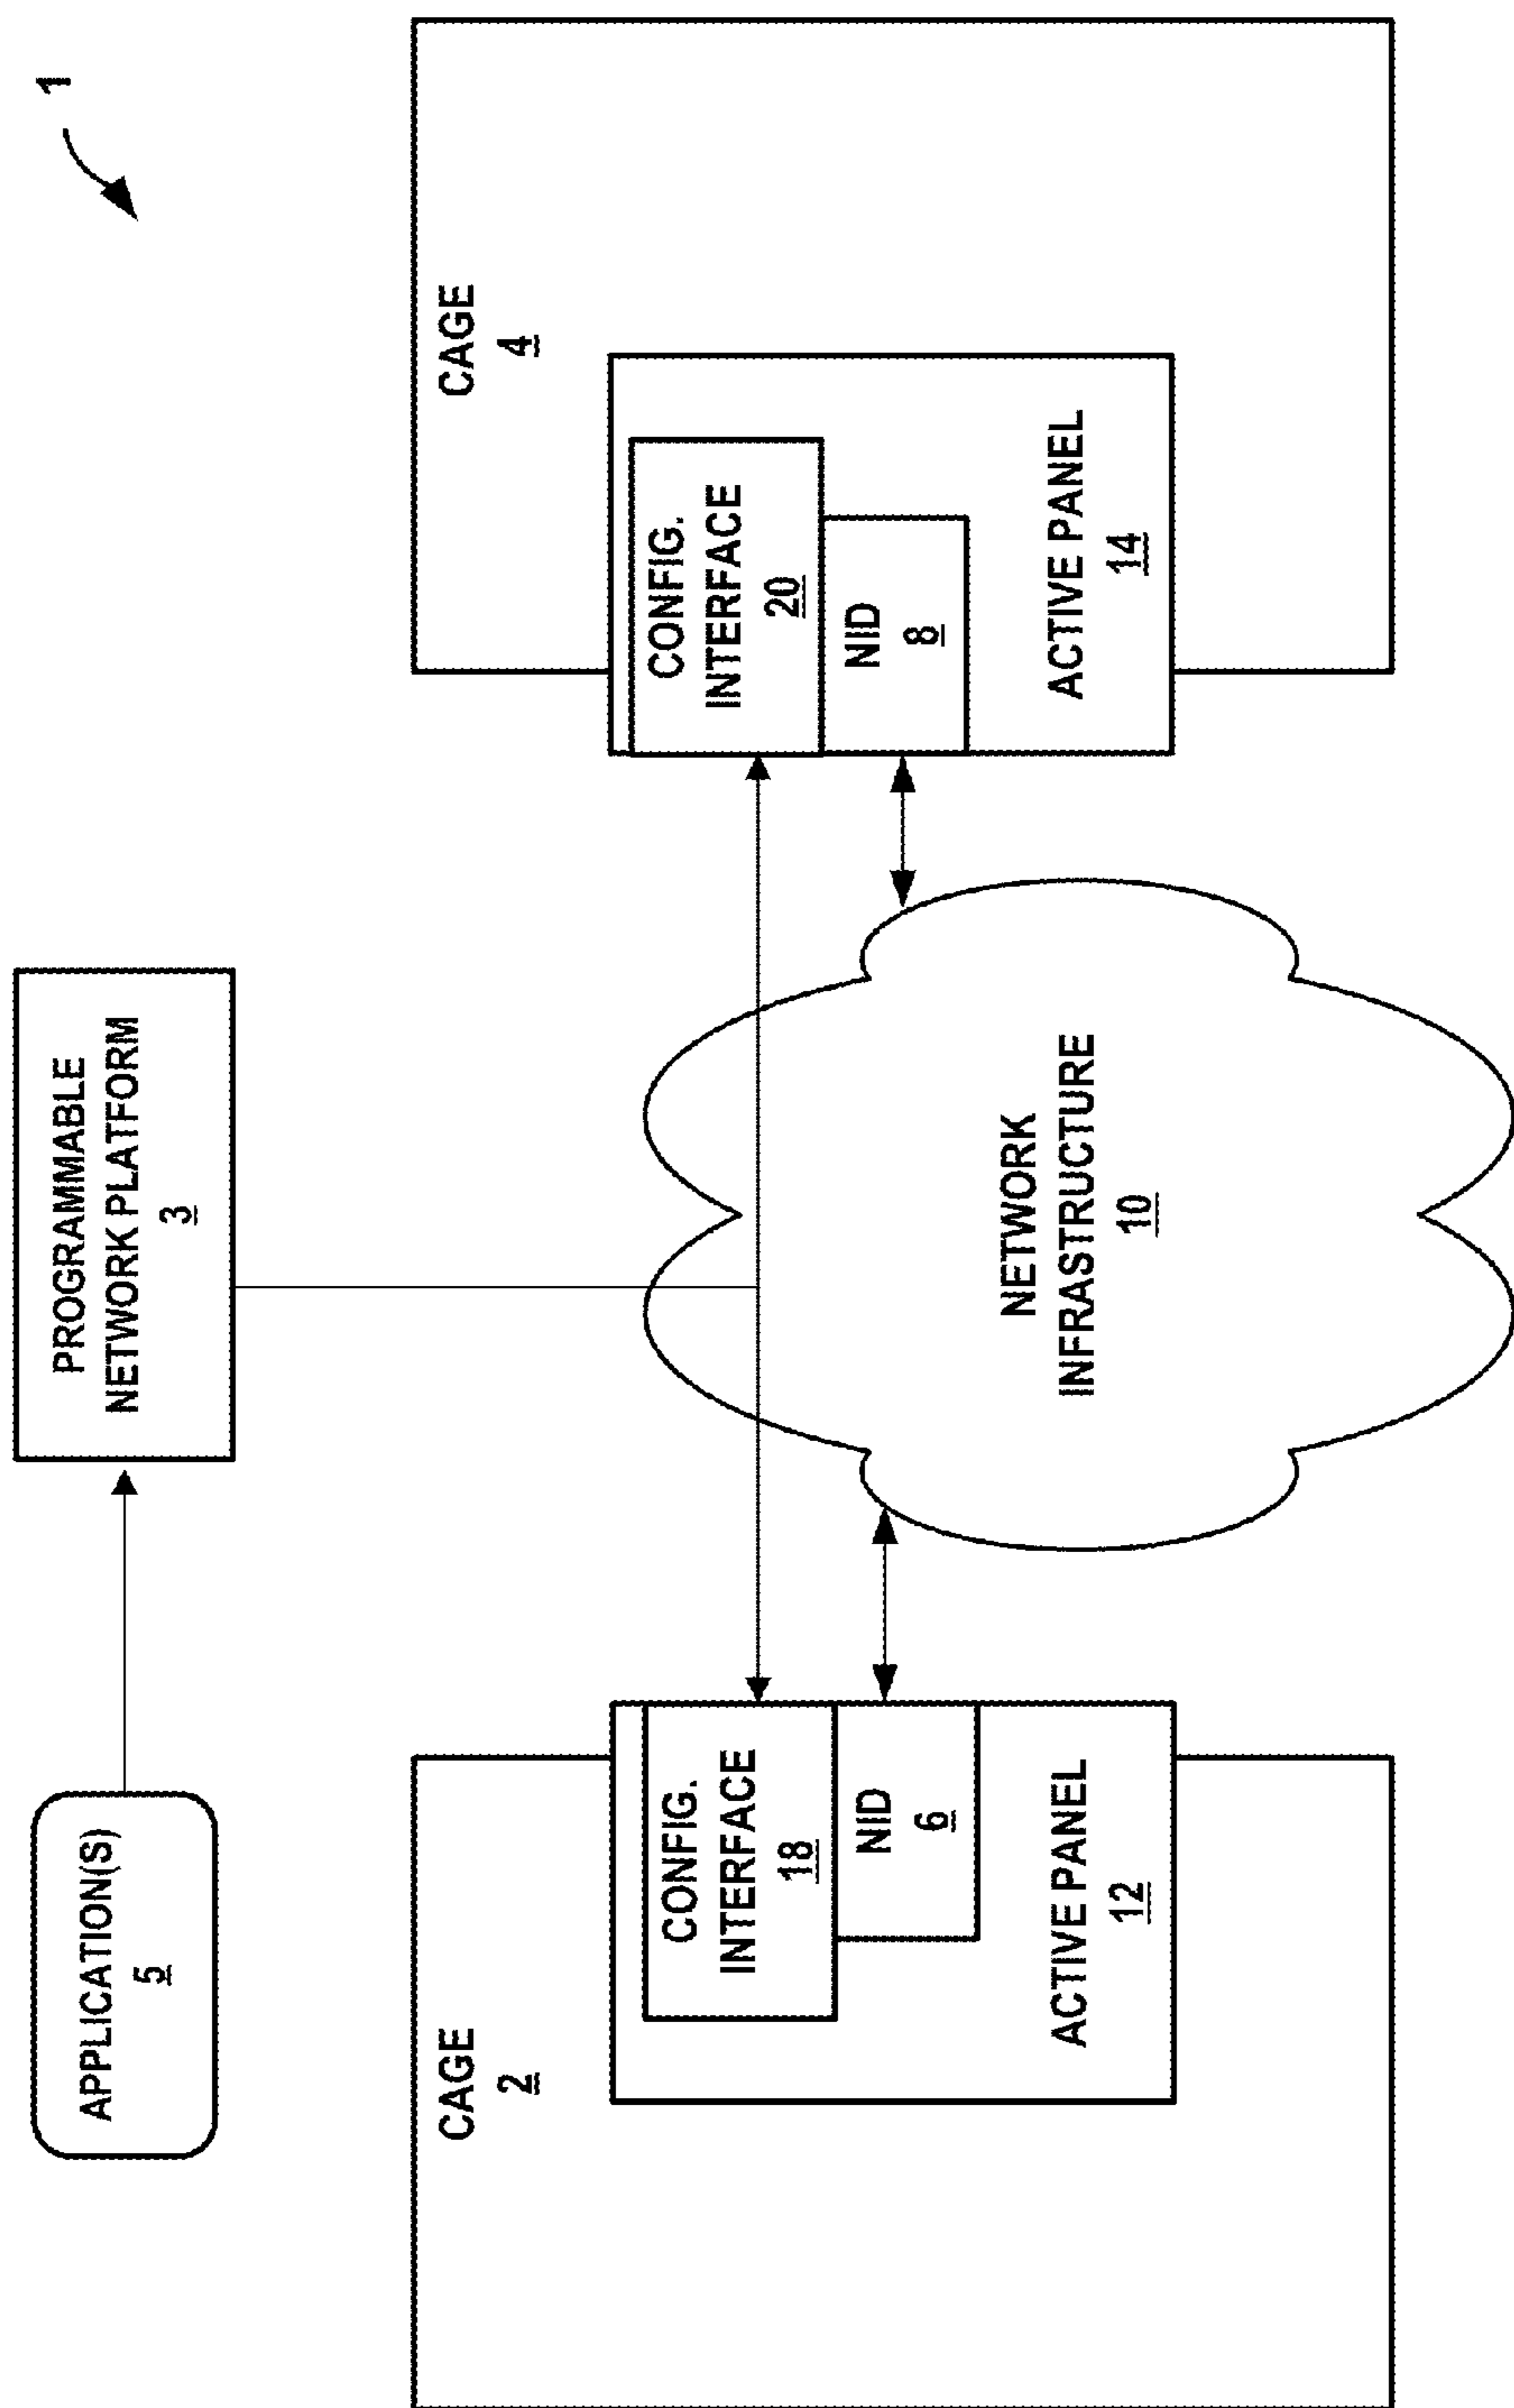 1
APPLICATION(S)
5
PROGRAMMABLE
NETWORK PLATFORM
3
CAGE
2
CONFIG.
INTERFACE
18
NID
6
ACTIVE PANEL
12
NETWORK
INFRASTRUCTURE
10
CAGE
4
CONFIG.
INTERFACE
20
NID
8
ACTIVE PANEL
14